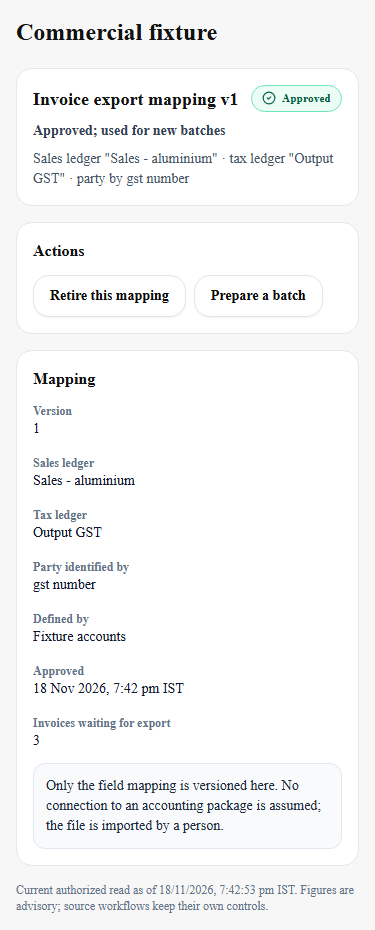 Commercial fixture
Invoice export mapping v1
Approved
Approved; used for new batches
Sales ledger "Sales - aluminium" · tax ledger "Output
GST" · party by gst number
Actions
Retire this mapping
Prepare a batch
Mapping
Version
1
Sales ledger
Sales - aluminium
Tax ledger
Output GST
Party identified by
gst number
Defined by
Fixture accounts
Approved
18 Nov 2026, 7:42 pm IST
Invoices waiting for export
3
Only the field mapping is versioned here. No
connection to an accounting package is assumed;
the file is imported by a person.
Current authorized read as of 18/11/2026, 7:42:53 pm IST. Figures are
advisory; source workflows keep their own controls.